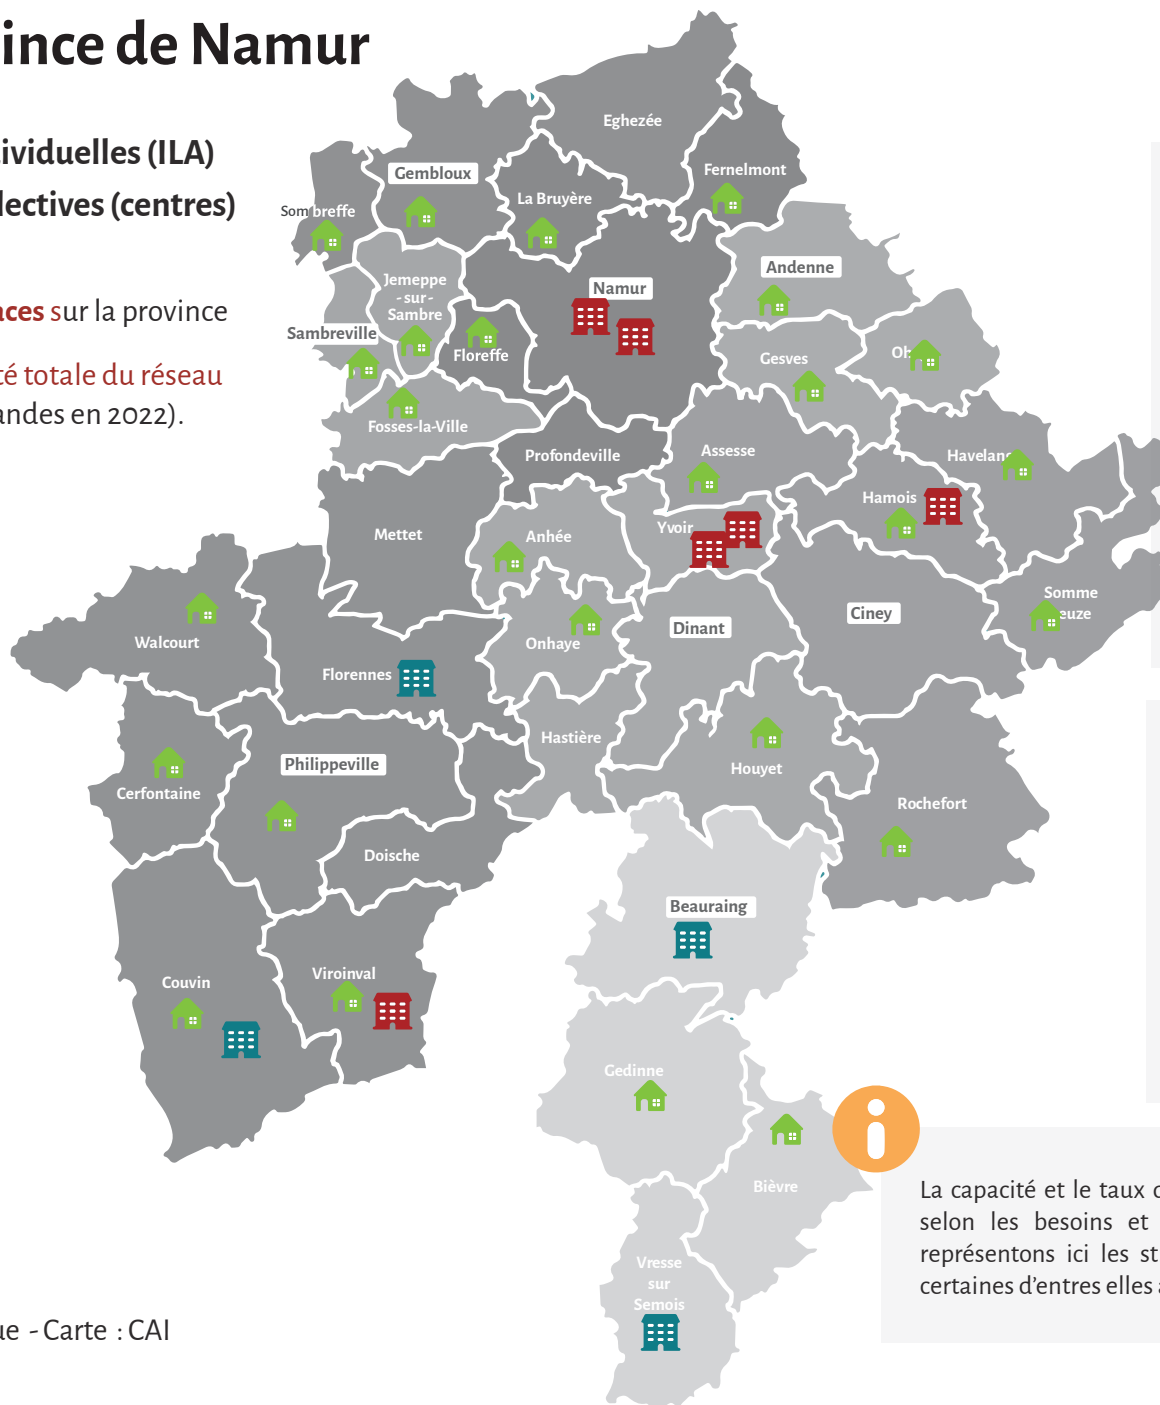 ince de Namur
ividuelles (ILA)
lectives (centres)
aces sur la province
té totale du réseau
andes en 2022).
Eghezée
Fernelmont
Gembloux
La Bruyère
Sombreffe
Andenne
Jemeppe
- sur -
Sambre
Namur
Sambreville
Floreffe
Gesves
Oh
Fosses-la-Ville
Profondeville
Assesse
Havelang
Hamois
Mettet
Anhée
Yvoir
Somme
euze
Ciney
Dinant
Walcourt
Onhaye
Florennes
Hastière
Philippeville
Houyet
Cerfontaine
Rochefort
Doische
Beauraing
Couvin
Viroinval
Gedinne
Bièvre
Vresse
sur
Semois
La capacité et le taux
selon les besoins et
représentons ici les st
certaines d'entres elles a
ue - Carte : CAI